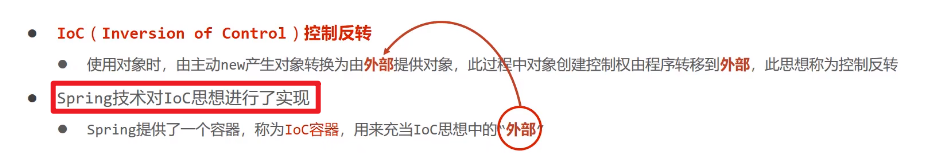 IoC（Inversion of Control）控制反转
使用对象时，由主动new产生对象转换为由外部提供对象，此过程中对象创建控制权由程序转移到外部，此思想称为控制反转
Spring技术对IoC思想进行了实现
Spring提供了一个容器，称为IoC容器，用来充当IoC思想中的“外部”